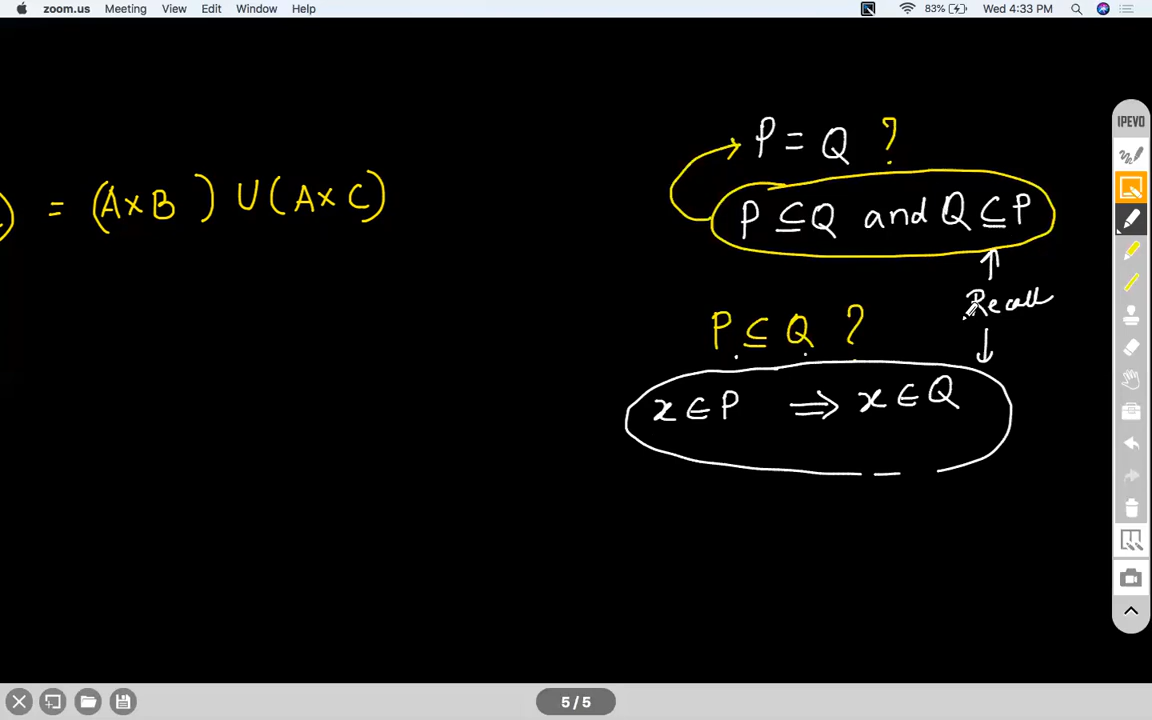 zoom.us Meeting View Edit Window Help 83% Wed 4:33 PM
IPEVO
P = Q ?
) = (A×B) ∪ (A×C)
P ⊆ Q and Q ⊆ P
Recall
P ⊆ Q ?
x ∈ P ⇒ x ∈ Q
5 / 5